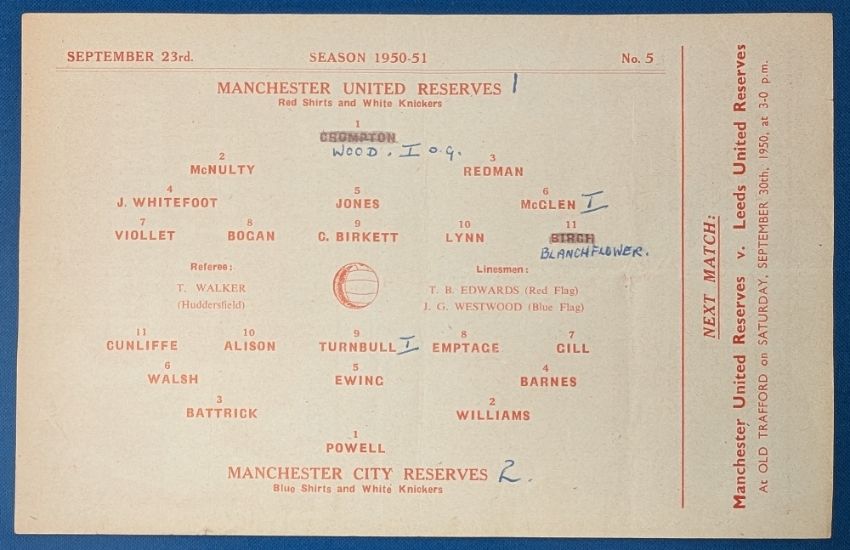 SEPTEMBER 23rd. SEASON 1950-51 No. 5
MANCHESTER UNITED RESERVES 1
Red Shirts and White Knickers
1
CROMPTON
WOOD. I O.G.
2 3
McNULTY REDMAN
4 5 6
J. WHITEFOOT JONES McGLEN I
7 8 9 10 11
VIOLLET BOGAN C. BIRKETT LYNN BIRCH
BLANCHFLOWER.
Referee: Linesmen:
T. WALKER T. B. EDWARDS (Red Flag)
(Huddersfield) J. G. WESTWOOD (Blue Flag)
11 10 9 8 7
CUNLIFFE ALISON TURNBULL I EMPTAGE GILL
6 5 4
WALSH EWING BARNES
3 2
BATTRICK WILLIAMS
1
POWELL
MANCHESTER CITY RESERVES 2.
Blue Shirts and White Knickers
NEXT MATCH:
Manchester United Reserves v. Leeds United Reserves
At OLD TRAFFORD on SATURDAY, SEPTEMBER 30th, 1950, at 3-0 p.m.